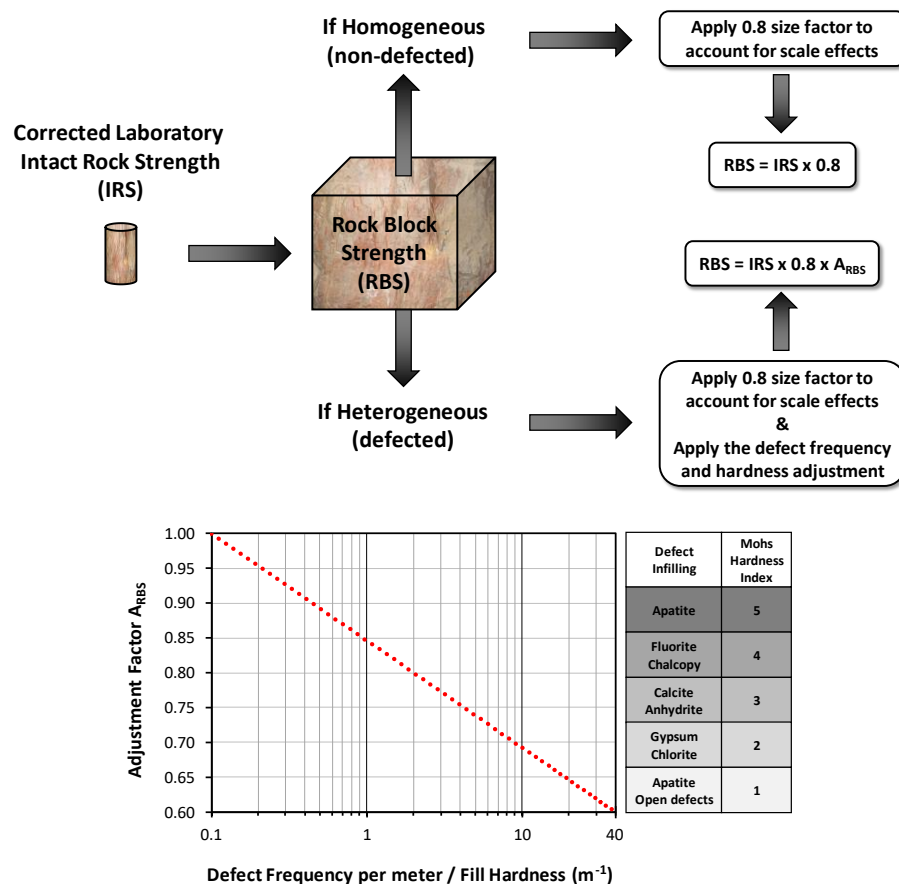 If Homogeneous
(non-defected)
Apply 0.8 size factor to
account for scale effects
Corrected Laboratory
Intact Rock Strength
(IRS)
RBS = IRS x 0.8
Rock Block
Strength
(RBS)
RBS = IRS x 0.8 x A_RBS
If Heterogeneous
(defected)
Apply 0.8 size factor to
account for scale effects
&
Apply the defect frequency
and hardness adjustment
Adjustment Factor A_RBS
1.00
0.95
0.90
0.85
0.80
0.75
0.70
0.65
0.60
0.1 1 10 40
Defect Frequency per meter / Fill Hardness (m⁻¹)
Defect
Infilling
Mohs
Hardness
Index
Apatite
5
Fluorite
Chalcopy
4
Calcite
Anhydrite
3
Gypsum
Chlorite
2
Apatite
Open defects
1